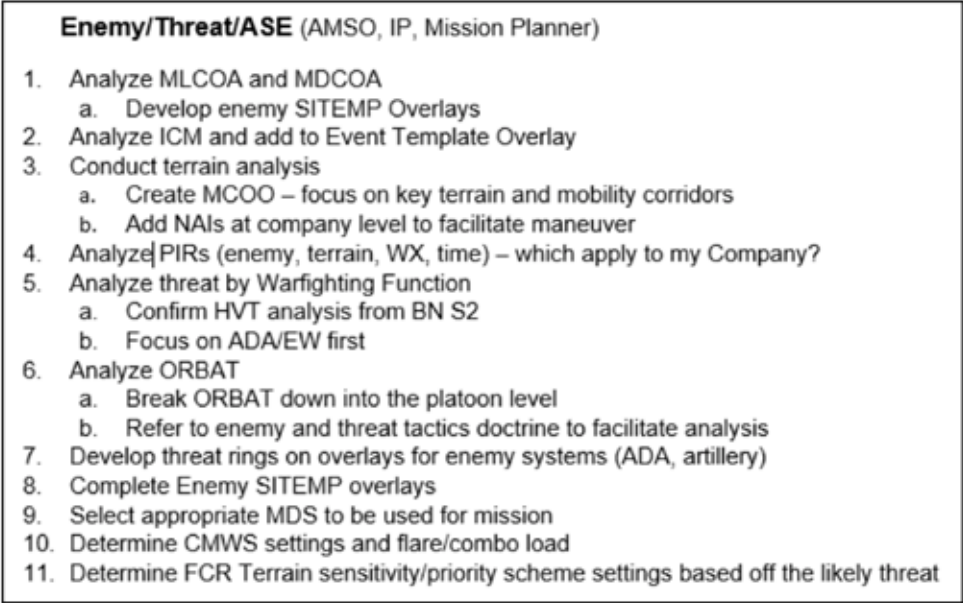 Enemy/Threat/ASE (AMSO, IP, Mission Planner)
1. Analyze MLCOA and MDCOA
a. Develop enemy SITEMP Overlays
2. Analyze ICM and add to Event Template Overlay
3. Conduct terrain analysis
a. Create MCOO – focus on key terrain and mobility corridors
b. Add NAIs at company level to facilitate maneuver
4. Analyze PIRs (enemy, terrain, WX, time) – which apply to my Company?
5. Analyze threat by Warfighting Function
a. Confirm HVT analysis from BN S2
b. Focus on ADA/EW first
6. Analyze ORBAT
a. Break ORBAT down into the platoon level
b. Refer to enemy and threat tactics doctrine to facilitate analysis
7. Develop threat rings on overlays for enemy systems (ADA, artillery)
8. Complete Enemy SITEMP overlays
9. Select appropriate MDS to be used for mission
10. Determine CMWS settings and flare/combo load
11. Determine FCR Terrain sensitivity/priority scheme settings based off the likely threat